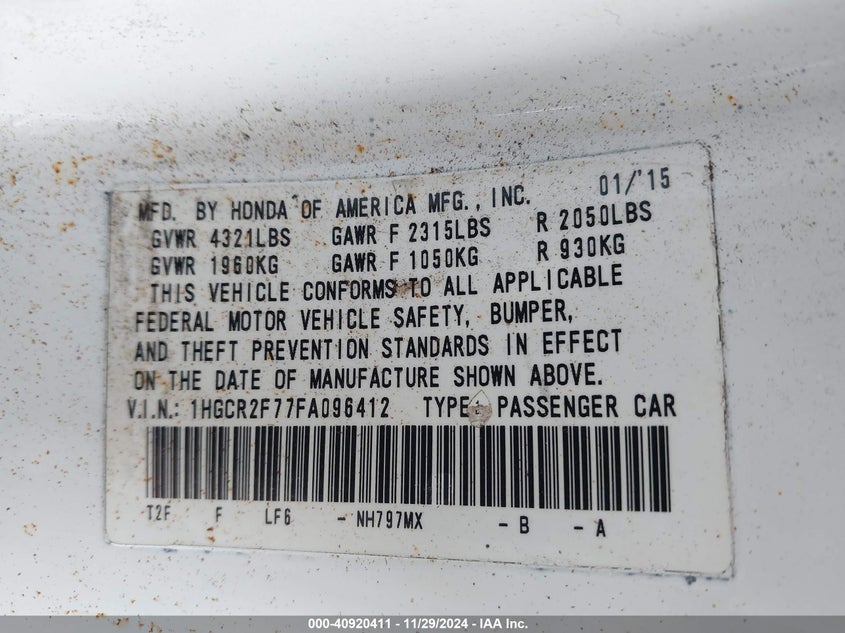 MFD. BY HONDA OF AMERICA MFG., INC. 01/'15
GVWR 4321LBS GAWR F 2315LBS R 2050LBS
GVWR 1960KG GAWR F 1050KG R 930KG
THIS VEHICLE CONFORMS TO ALL APPLICABLE
FEDERAL MOTOR VEHICLE SAFETY, BUMPER,
AND THEFT PREVENTION STANDARDS IN EFFECT
ON THE DATE OF MANUFACTURE SHOWN ABOVE.
V.I.N.: 1HGCR2F77FA096412 TYPE: PASSENGER CAR
T2F F LF6 - NH797MX - B - A
000-40920411 - 11/29/2024 - IAA Inc.